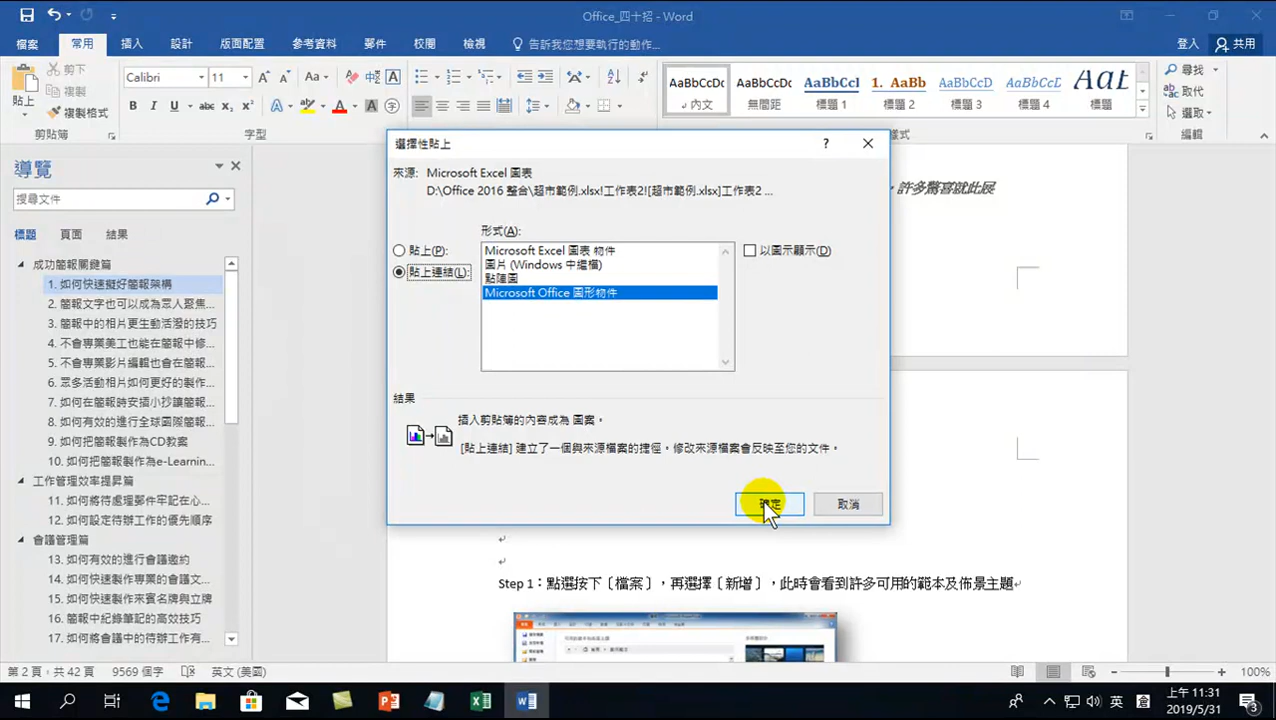 Office_四十招 - Word
檔案 常用 插入 設計 版面配置 參考資料 郵件 校閱 檢視 告訴我您想要執行的動作... 登入 共用
貼上 剪下 複製 複製格式 剪貼簿
Calibri 11 字型
AaBbCcDc 內文
AaBbCcDc 無間距
AaBbCcI 標題 1
1. AaBb 標題 2
AaBbCcD 標題 3
AaBbCcD 標題 4
AaB 標題
樣式
尋找 取代 選取 編輯
導覽
搜尋文件
標題 頁面 結果
成功簡報關鍵篇
1. 如何快速擬好簡報架構
2. 簡報文字也可以成為眾人聚焦...
3. 簡報中的相片更生動活潑的技巧
4. 不會專業美工也能在簡報中修...
5. 不會專業影片編輯也會在簡報...
6. 眾多活動相片如何更好的製作...
7. 如何在簡報時安插小抄讓簡報...
8. 如何有效的進行全球團隊簡報...
9. 如何把簡報製作為CD教案
10. 如何把簡報製作為e-Learnin...
工作管理效率提昇篇
11. 如何將待處理郵件牢記在心...
12. 如何設定待辦工作的優先順序
會議管理篇
13. 如何有效的進行會議邀約
14. 如何快速製作專業的會議文...
15. 如何快速製作來賓名牌與立牌
16. 簡報中紀錄筆記的高效技巧
17. 如何將會議中的待辦工作有...
選擇性貼上
來源: Microsoft Excel 圖表
D:\Office 2016 整合\超市範例.xlsx!工作表2![超市範例.xlsx]工作表2 ...
形式(A):
貼上(P):
貼上連結(L):
Microsoft Excel 圖表 物件
圖片 (Windows 中繼檔)
點陣圖
Microsoft Office 圖形物件
以圖示顯示(D)
結果
插入剪貼簿的內容成為 圖案。
[貼上連結] 建立了一個與來源檔案的捷徑。修改來源檔案會反映至您的文件。
確定 取消
，許多驚喜就此展
Step 1：點選按下〔檔案〕，再選擇〔新增〕，此時會看到許多可用的範本及佈景主題
第 2 頁，共 42 頁 9569 個字 英文 (美國) 100%
英 上午 11:31
2019/5/31
3